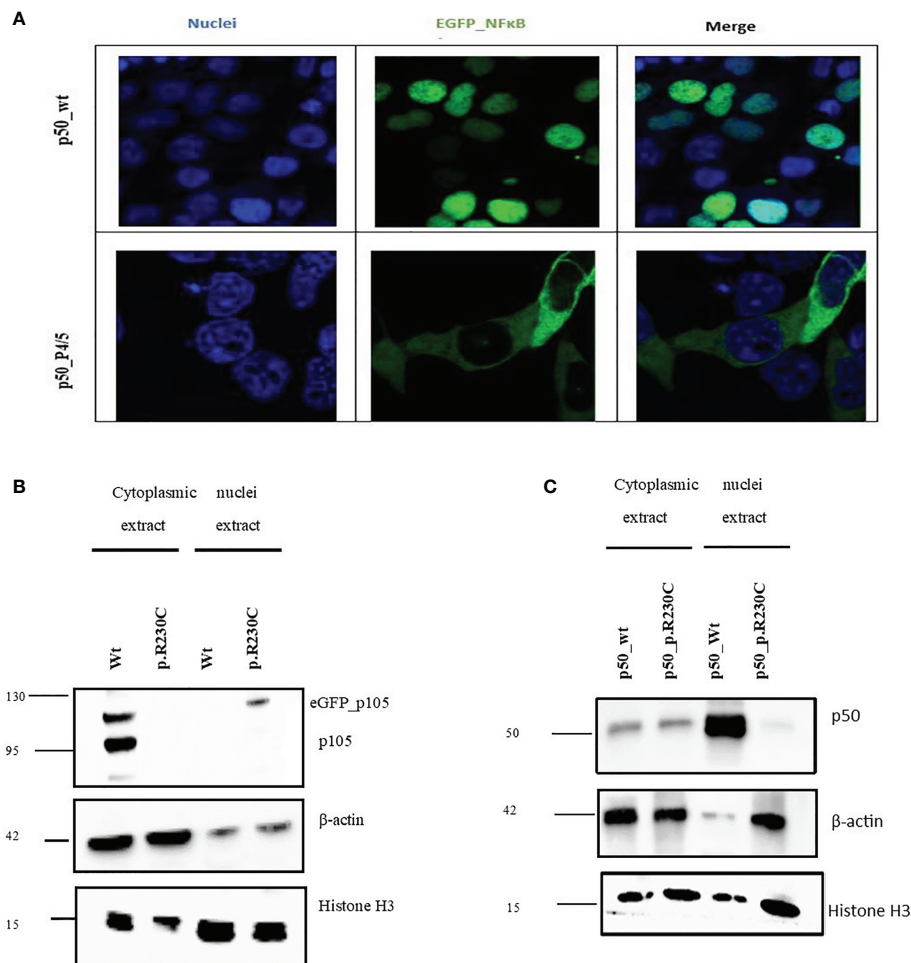 A
Nuclei EGFP_NFκB Merge
p50_wt
p50_P4/5
B
Cytoplasmic nuclei
extract extract
Wt p.R230C Wt p.R230C
130
eGFP_p105
p105
95
β-actin
42
Histone H3
15
C
Cytoplasmic nuclei
extract extract
p50_wt p50_p.R230C p50_Wt p50_p.R230C
p50
50
42
β-actin
15
Histone H3